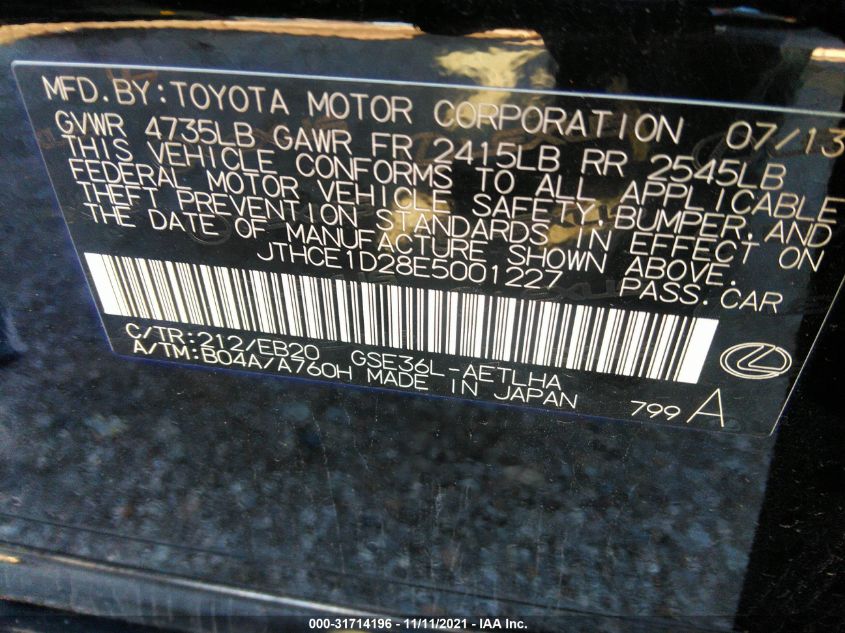 MFD.BY:TOYOTA MOTOR CORPORATION 07/13
GVWR 4735LB GAWR FR 2415LB RR 2545LB
THIS VEHICLE CONFORMS TO ALL APPLICABLE
FEDERAL MOTOR VEHICLE SAFETY,BUMPER,AND
THEFT PREVENTION STANDARDS IN EFFECT ON
THE DATE OF MANUFACTURE SHOWN ABOVE.
JTHCE1D28E5001227 PASS.CAR
C/TR:212/EB20 GSE36L-AETLHA
A/TM:B04A/A760H MADE IN JAPAN 799 A
000-31714196 - 11/11/2021 - IAA Inc.